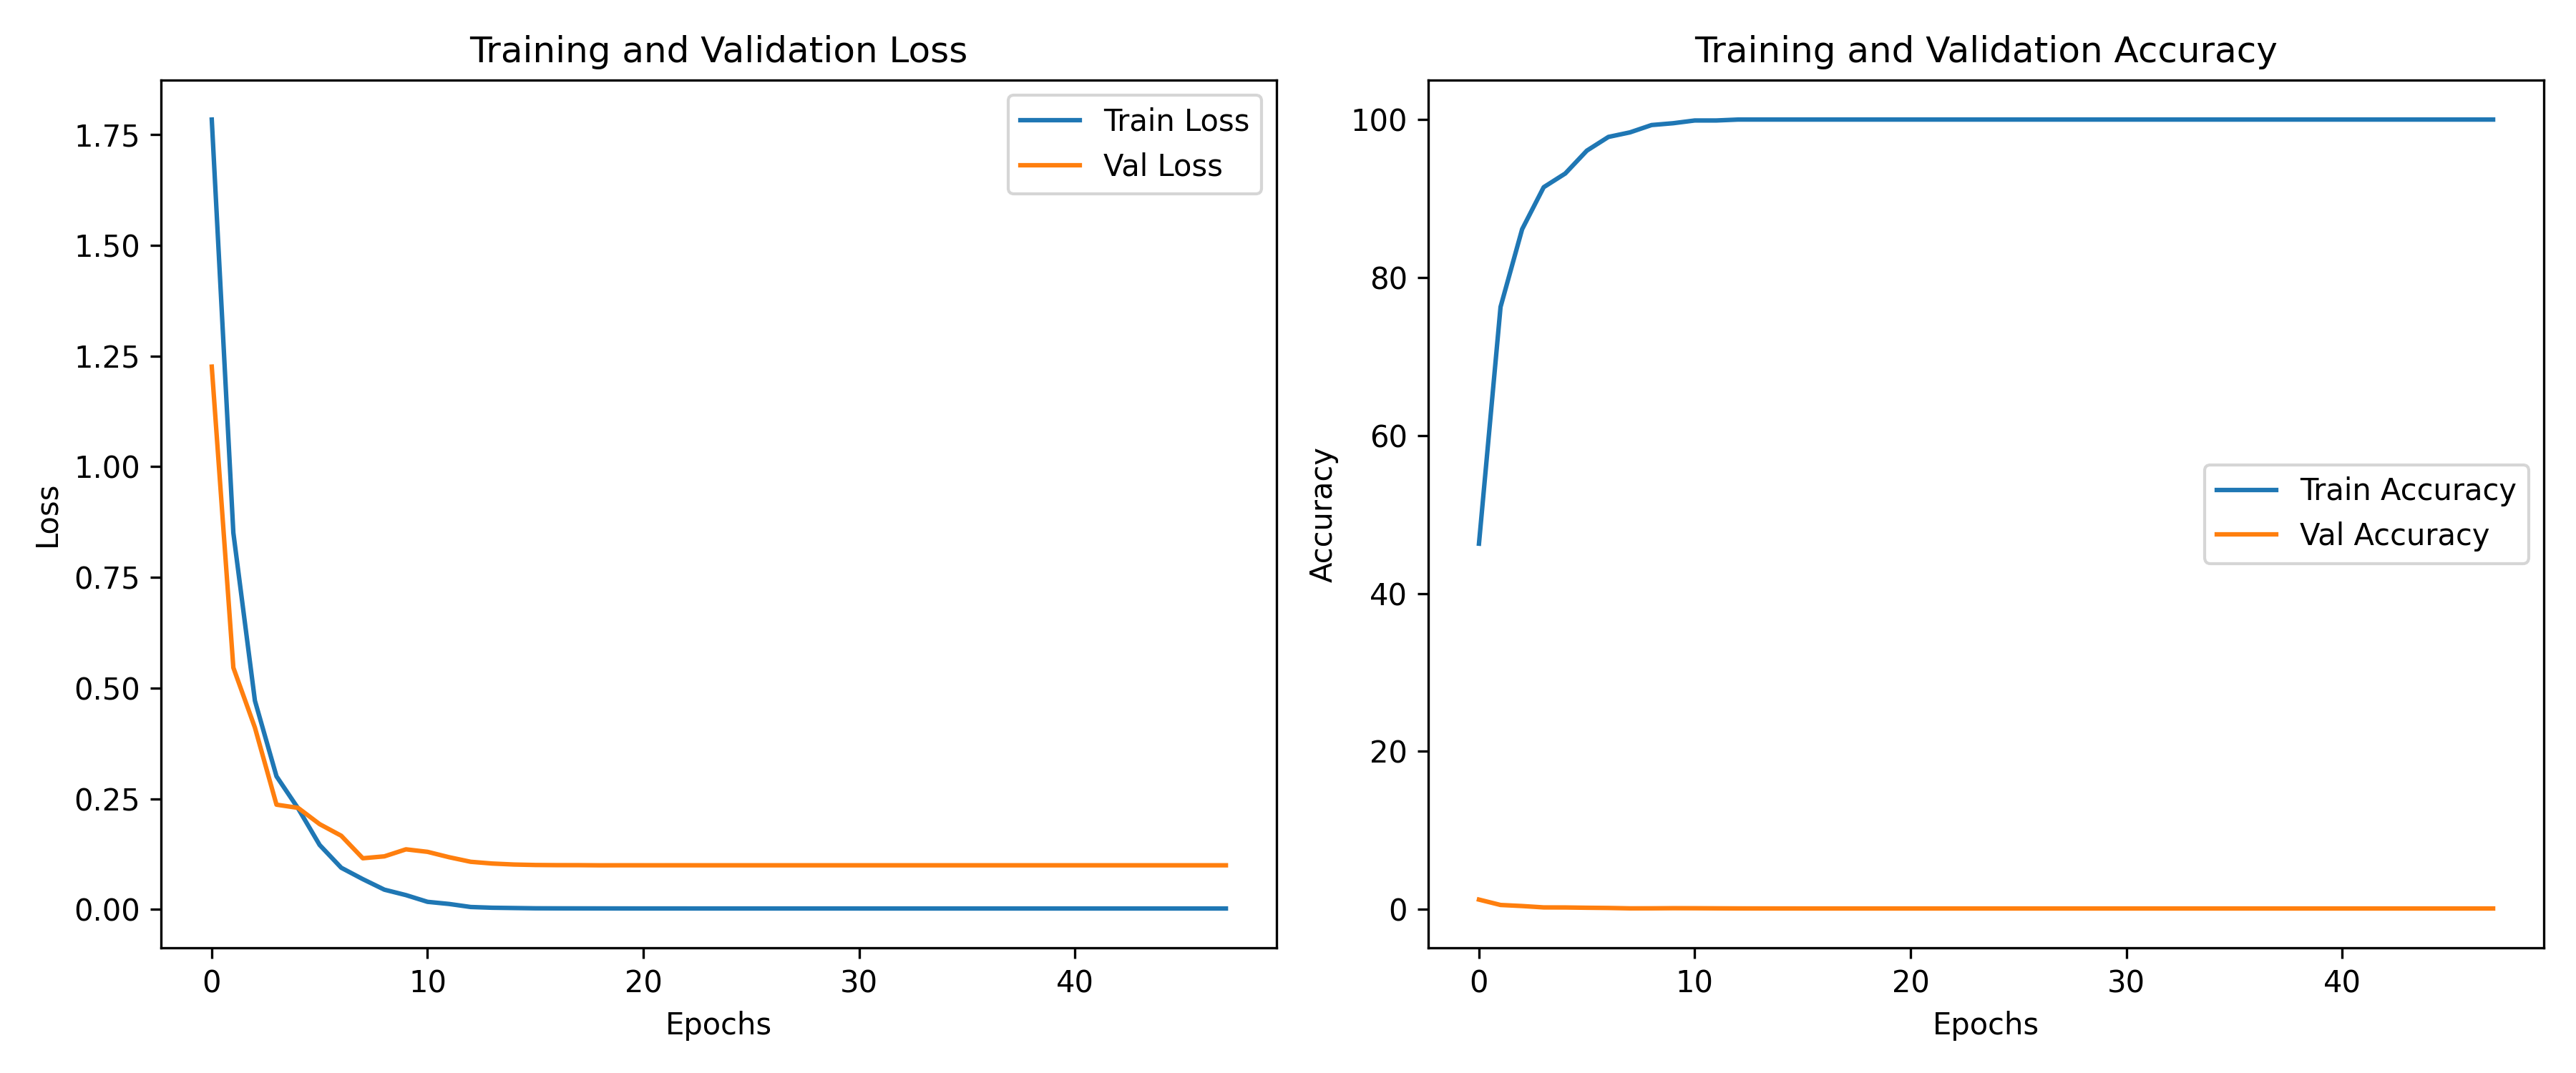 Training and Validation Loss
1.75
1.50
1.25
1.00
0.75
0.50
0.25
0.00
Loss
0 10 20 30 40
Epochs
Train Loss
Val Loss
Training and Validation Accuracy
100
80
60
40
20
0
Accuracy
0 10 20 30 40
Epochs
Train Accuracy
Val Accuracy